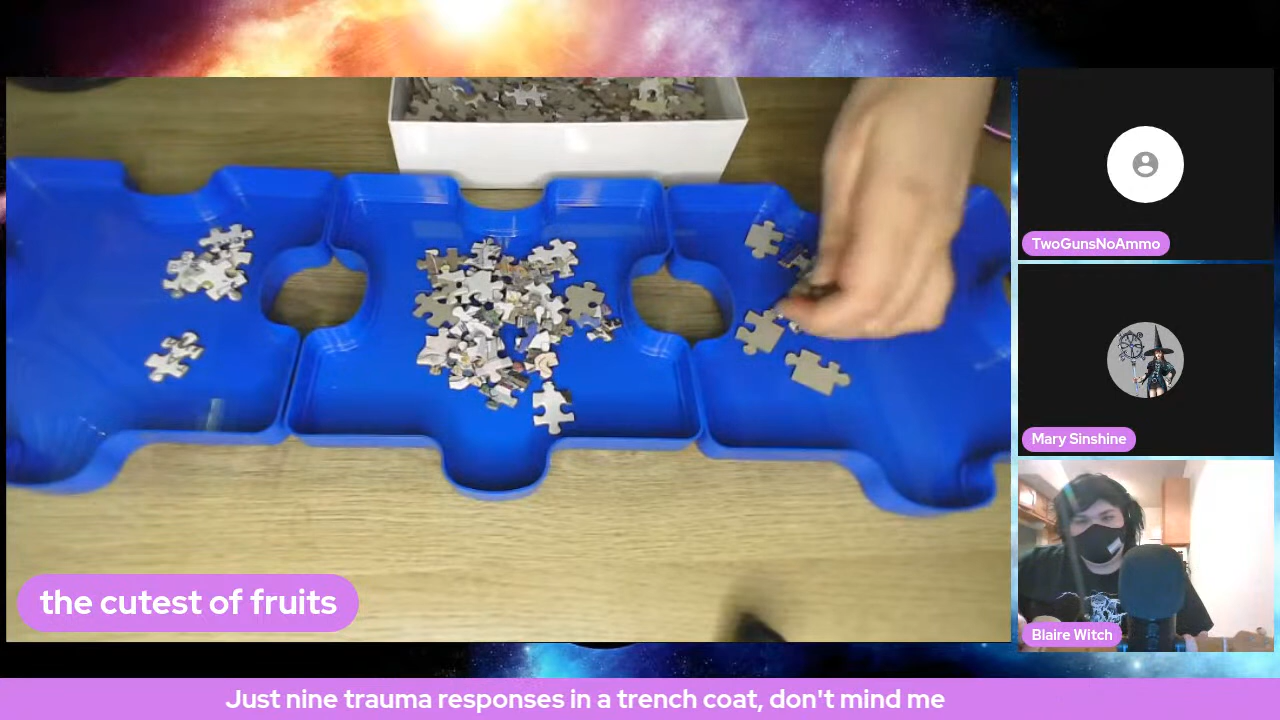 TwoGunsNoAmmo
Mary Sinshine
the cutest of fruits
Blaire Witch
Just nine trauma responses in a trench coat, don't mind me